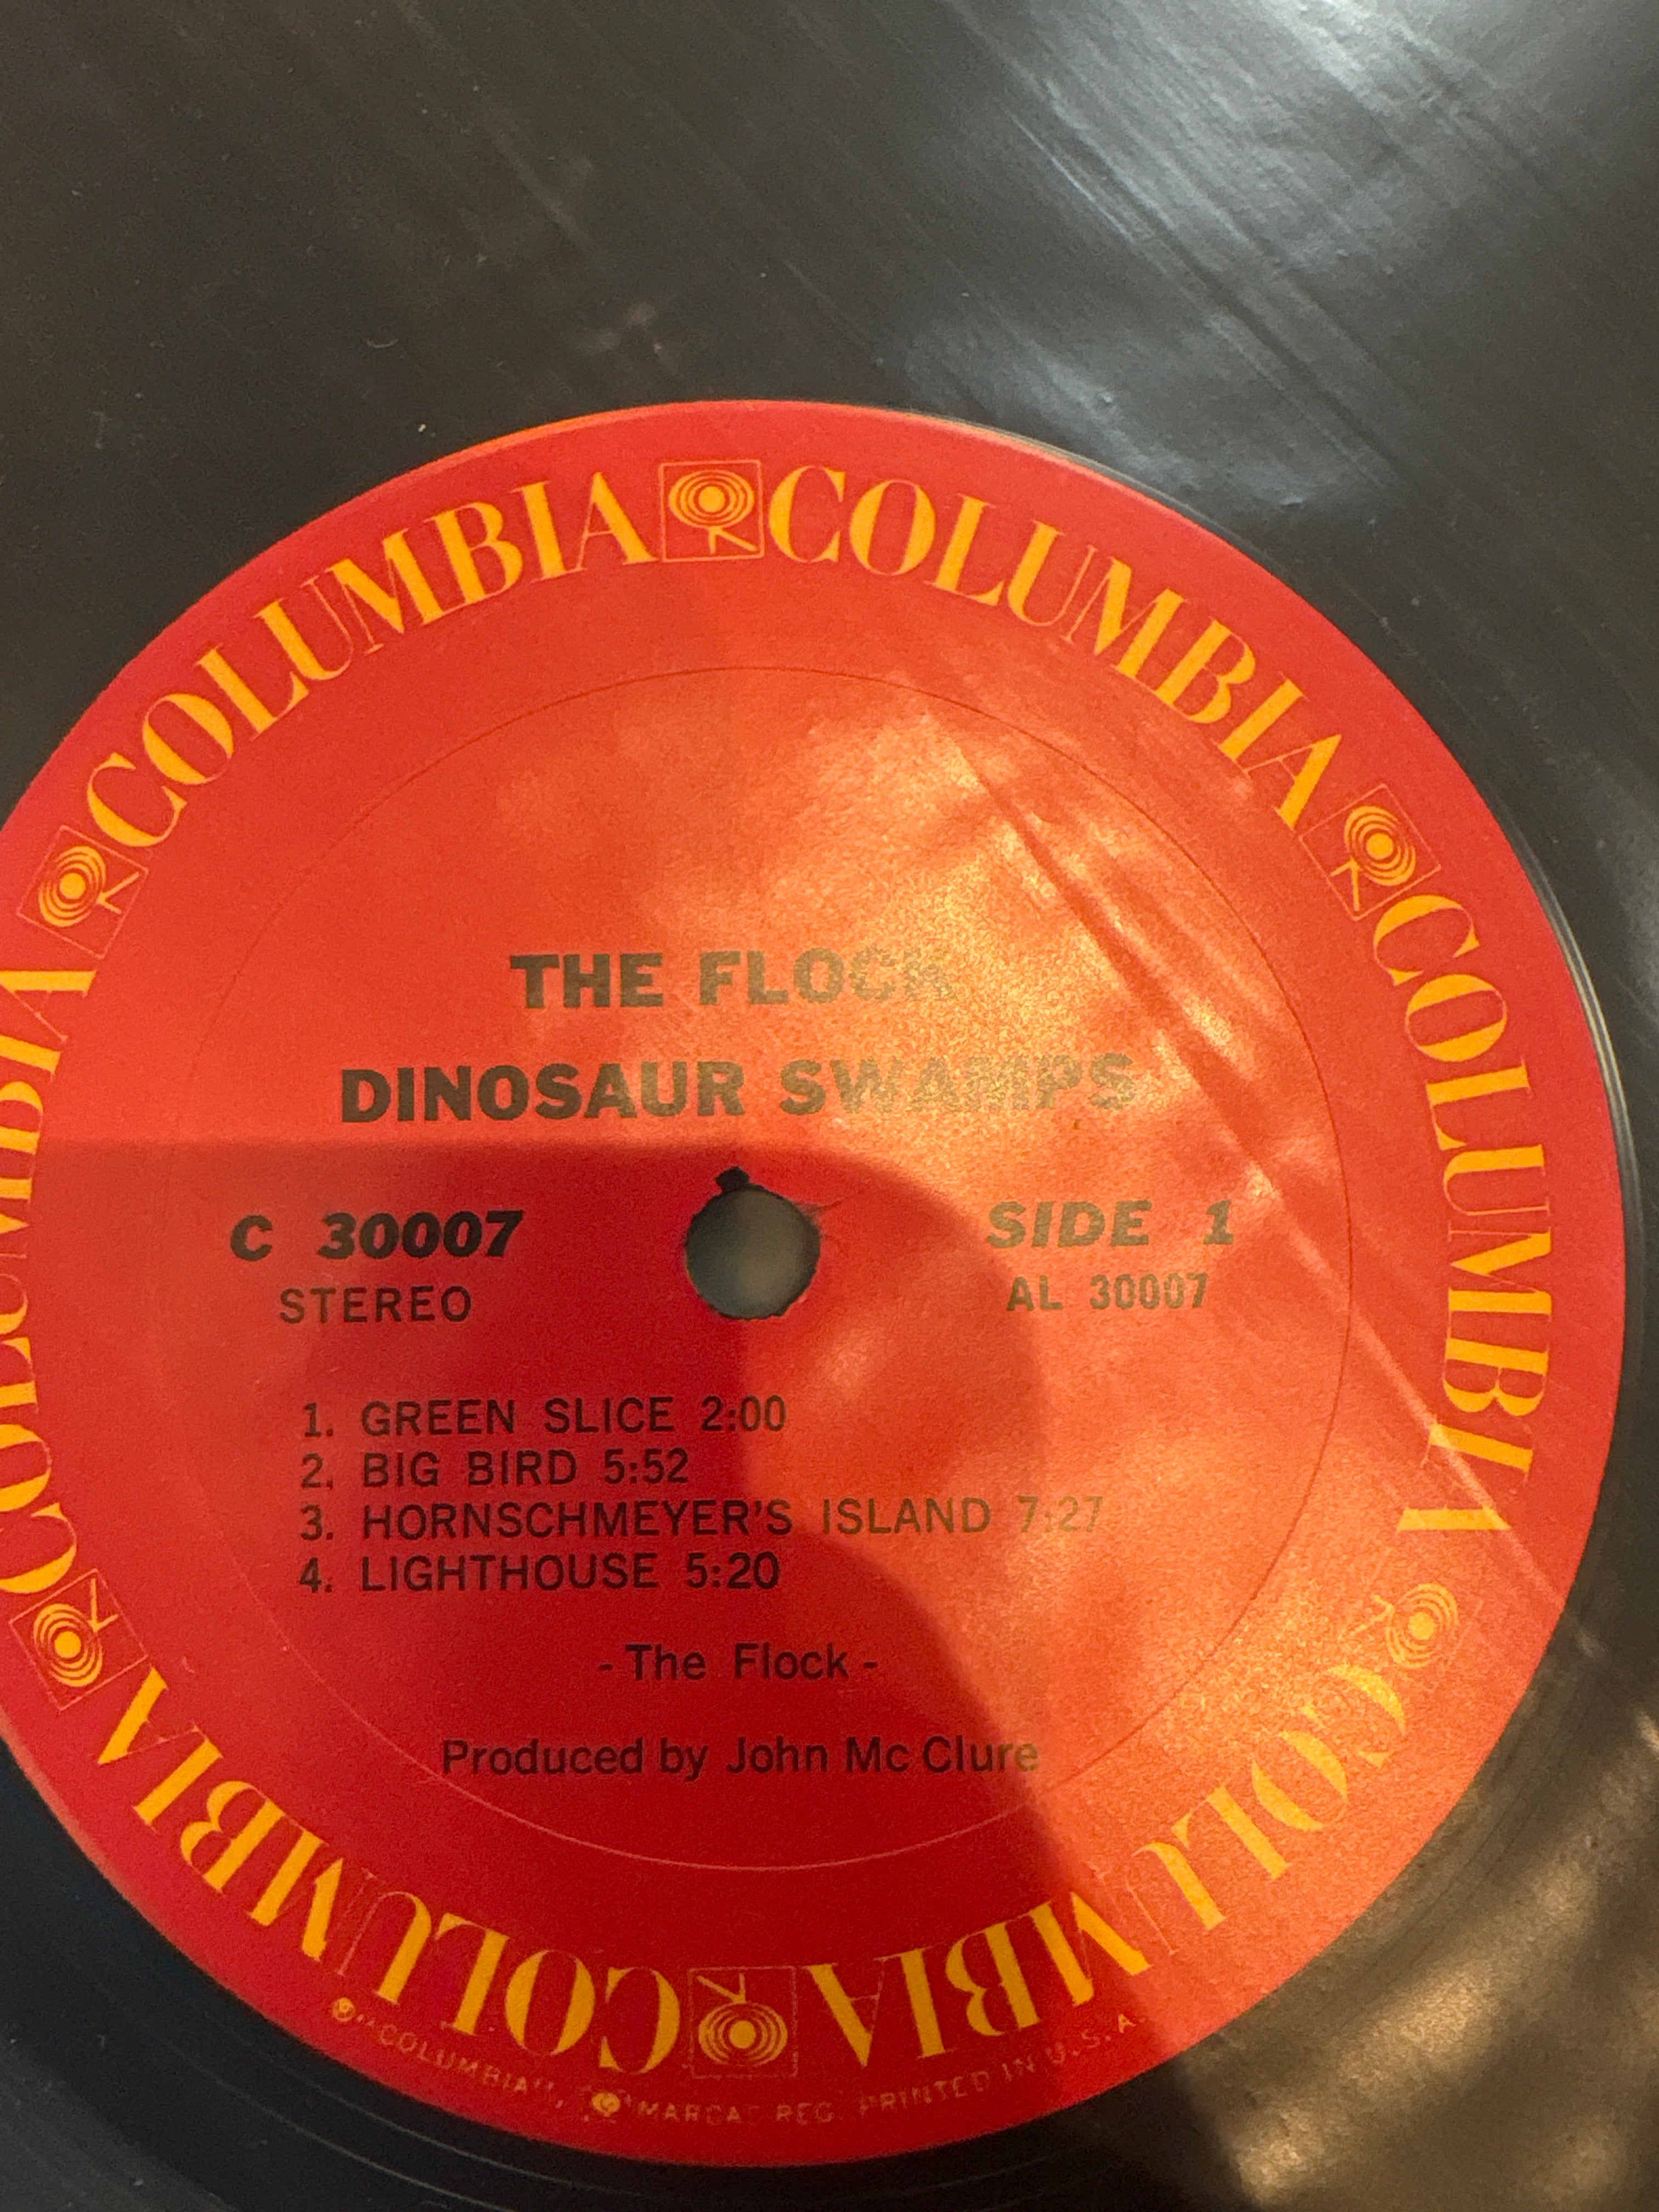 COLUMBIA COLUMBIA COLUMBIA COLUMBIA COLUMBIA COLUMBIA
THE FLOCK
DINOSAUR SWAMPS
C 30007
STEREO
SIDE 1
AL 30007
1. GREEN SLICE 2:00
2. BIG BIRD 5:52
3. HORNSCHMEYER'S ISLAND 7:27
4. LIGHTHOUSE 5:20
- The Flock -
Produced by John Mc Clure
"COLUMBIA", MARCAS REG. PRINTED IN U.S.A.